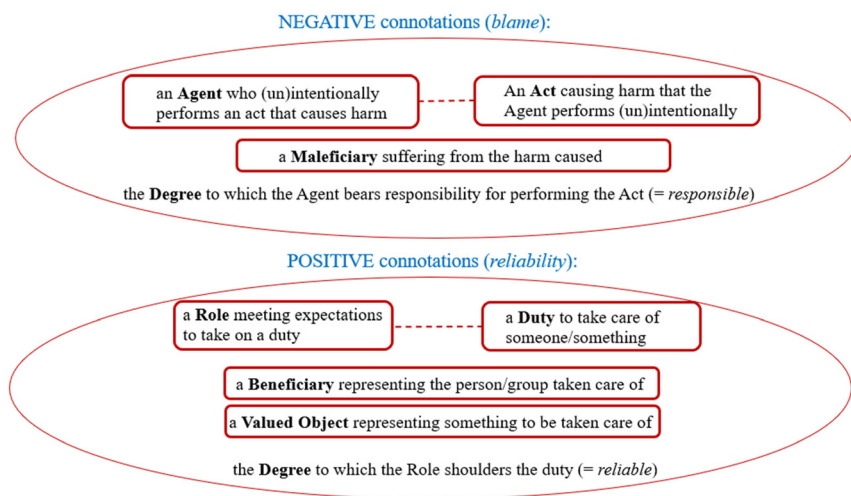 NEGATIVE connotations (blame):
an Agent who (un)intentionally
performs an act that causes harm
An Act causing harm that the
Agent performs (un)intentionally
a Maleficiary suffering from the harm caused
the Degree to which the Agent bears responsibility for performing the Act (= responsible)
POSITIVE connotations (reliability):
a Role meeting expectations
to take on a duty
a Duty to take care of
someone/something
a Beneficiary representing the person/group taken care of
a Valued Object representing something to be taken care of
the Degree to which the Role shoulders the duty (= reliable)